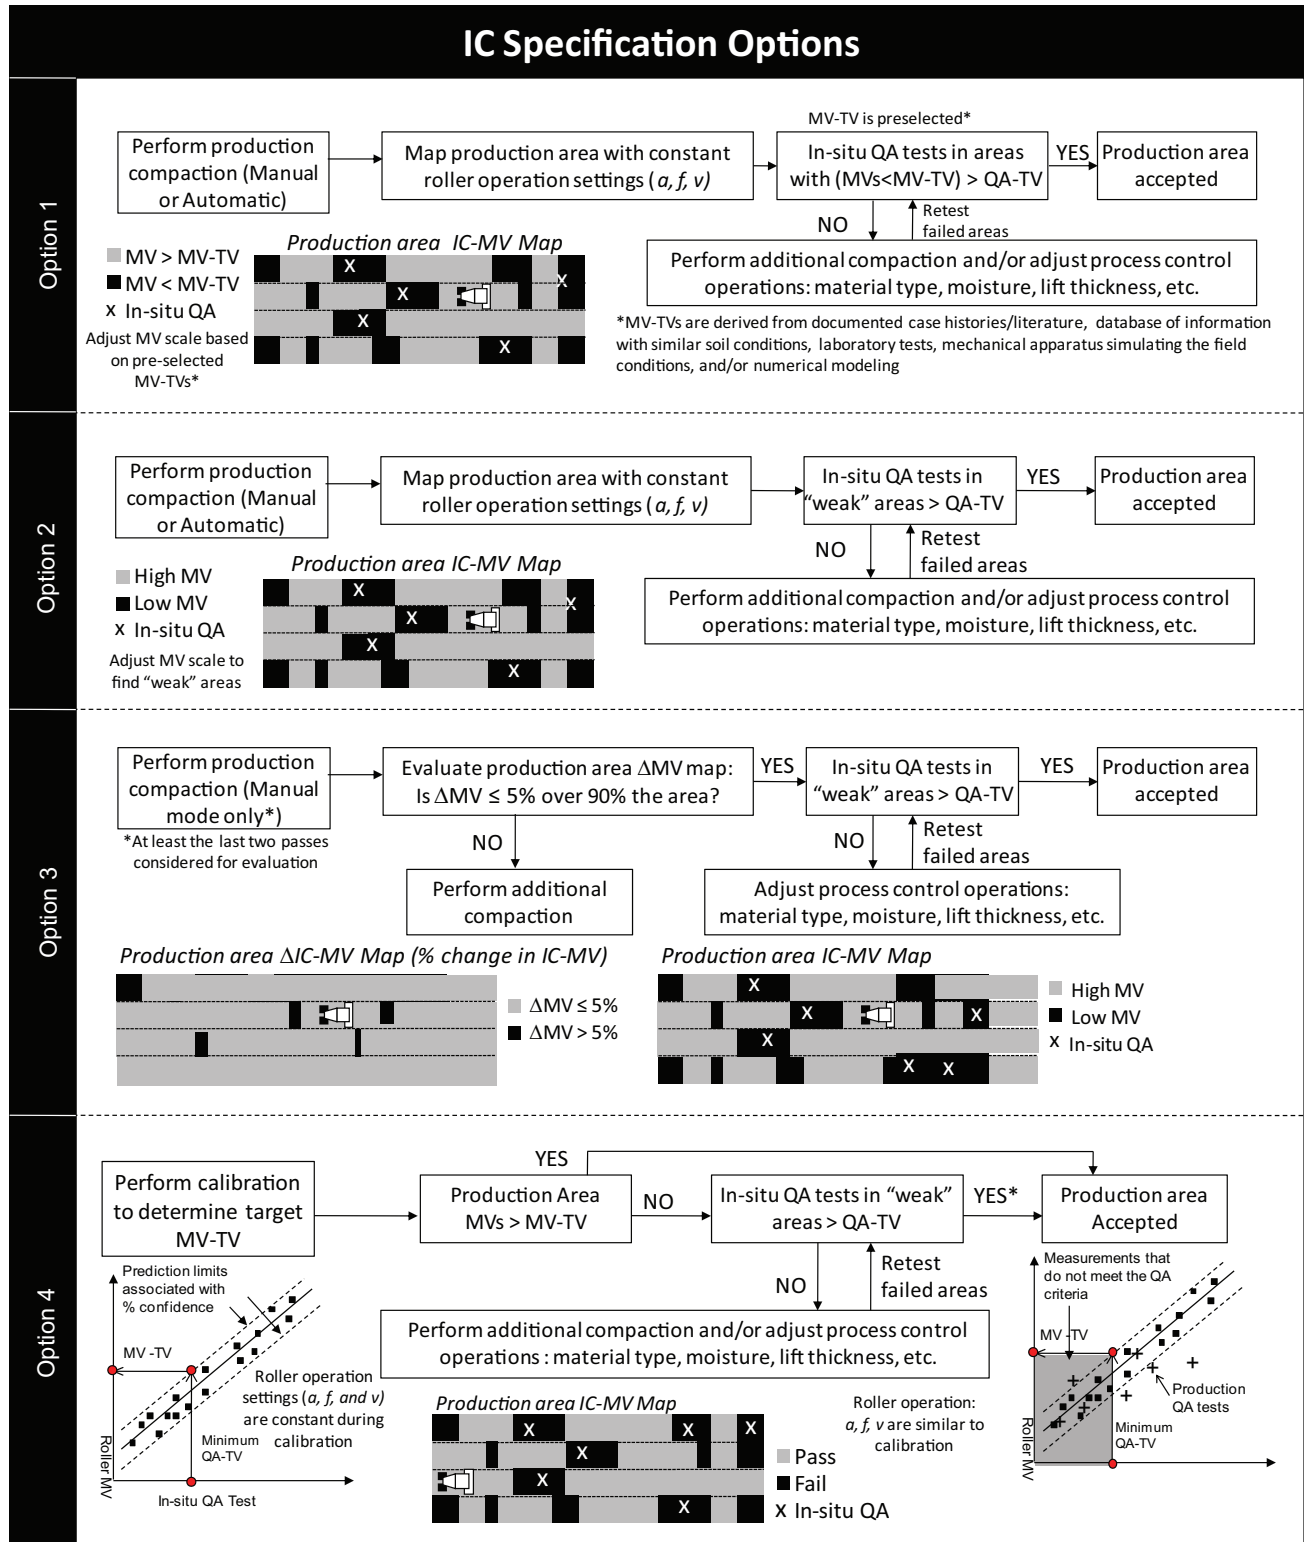 IC Specification Options
Option 1
MV-TV is preselected*
Perform production
compaction (Manual
or Automatic)
Map production area with constant
roller operation settings (a, f, v)
In-situ QA tests in areas
with (MVs<MV-TV) > QA-TV
YES
Production area
accepted
NO
Retest
failed areas
Perform additional compaction and/or adjust process control
operations: material type, moisture, lift thickness, etc.
*MV-TVs are derived from documented case histories/literature, database of information
with similar soil conditions, laboratory tests, mechanical apparatus simulating the field
conditions, and/or numerical modeling
Production area IC-MV Map
MV > MV-TV
MV < MV-TV
x In-situ QA
Adjust MV scale based
on pre-selected
MV-TVs*
X
X
X
X
X
Option 2
Perform production
compaction (Manual
or Automatic)
Map production area with constant
roller operation settings (a, f, v)
In-situ QA tests in
"weak" areas > QA-TV
YES
Production area
accepted
NO
Retest
failed areas
Perform additional compaction and/or adjust process control
operations: material type, moisture, lift thickness, etc.
Production area IC-MV Map
High MV
Low MV
x In-situ QA
Adjust MV scale to
find "weak" areas
X
X
X
X
X
Option 3
Perform production
compaction (Manual
mode only*)
*At least the last two passes
considered for evaluation
Evaluate production area ΔMV map:
Is ΔMV ≤ 5% over 90% the area?
YES
In-situ QA tests in
"weak" areas > QA-TV
YES
Production area
accepted
NO
Perform additional
compaction
NO
Retest
failed areas
Adjust process control operations:
material type, moisture, lift thickness, etc.
Production area ΔIC-MV Map (% change in IC-MV)
ΔMV ≤ 5%
ΔMV > 5%
Production area IC-MV Map
X
X
X
X
X
X
High MV
Low MV
x In-situ QA
Option 4
Perform calibration
to determine target
MV-TV
YES
Production Area
MVs > MV-TV
NO
In-situ QA tests in "weak"
areas > QA-TV
YES*
Production area
Accepted
NO
Retest
failed areas
Perform additional compaction and/or adjust process control
operations : material type, moisture, lift thickness, etc.
Prediction limits
associated with
% confidence
MV -TV
Roller operation
settings (a, f, and v)
are constant during
calibration
Minimum
QA-TV
Roller MV
In-situ QA Test
Production area IC-MV Map
X
X
X
X
X
X
Pass
Fail
x In-situ QA
Roller operation:
a, f, v are similar to
calibration
Measurements that
do not meet the QA
criteria
MV -TV
Production
QA tests
Minimum
QA-TV
Roller MV